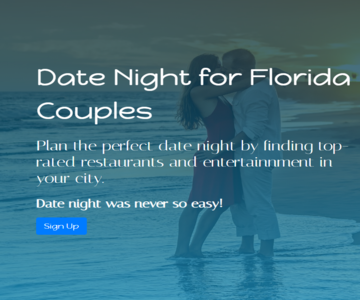 Date Night for Florida
Couples
Plan the perfect date night by finding top-
rated restaurants and entertainnment in
your city.
Date night was never so easy!
Sign Up